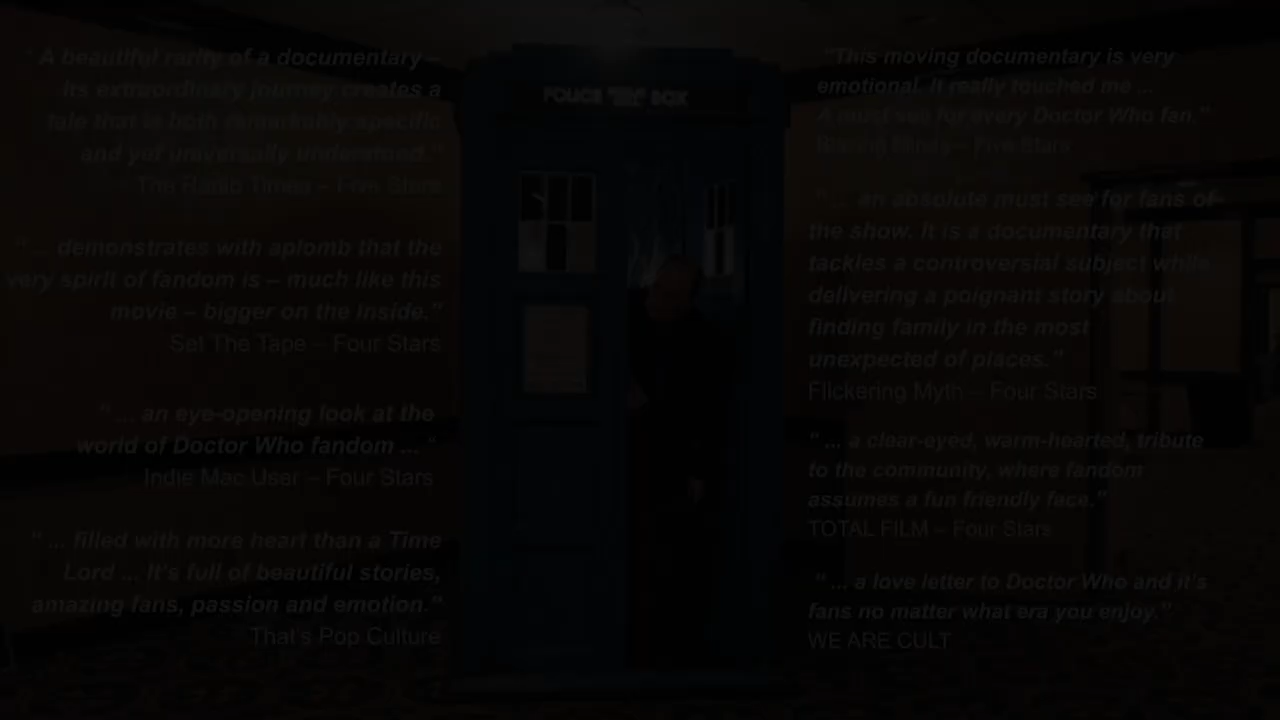 "A beautiful rarity of a documentary –
its extraordinary journey creates a
tale that is both remarkably specific
and yet universally understood."
The Radio Times – Five Stars
" ... demonstrates with aplomb that the
very spirit of fandom is – much like this
movie – bigger on the inside."
Set The Tape – Four Stars
" ... an eye-opening look at the
world of Doctor Who fandom ... "
Indie Mac User – Four Stars
" ... filled with more heart than a Time
Lord ... It's full of beautiful stories,
amazing fans, passion and emotion."
That's Pop Culture
POLICE BOX
"This moving documentary is very
emotional. It really touched me ...
A must see for every Doctor Who fan."
– Five Stars
" ... an absolute must see for fans of
the show. It is a documentary that
tackles a controversial subject while
delivering a poignant story about
finding family in the most
unexpected of places."
Flickering Myth – Four Stars
" ... a clear-eyed, warm-hearted, tribute
to the community, where fandom
assumes a fun friendly face."
TOTAL FILM – Four Stars
" ... a love letter to Doctor Who and it's
fans no matter what era you enjoy."
WE ARE CULT